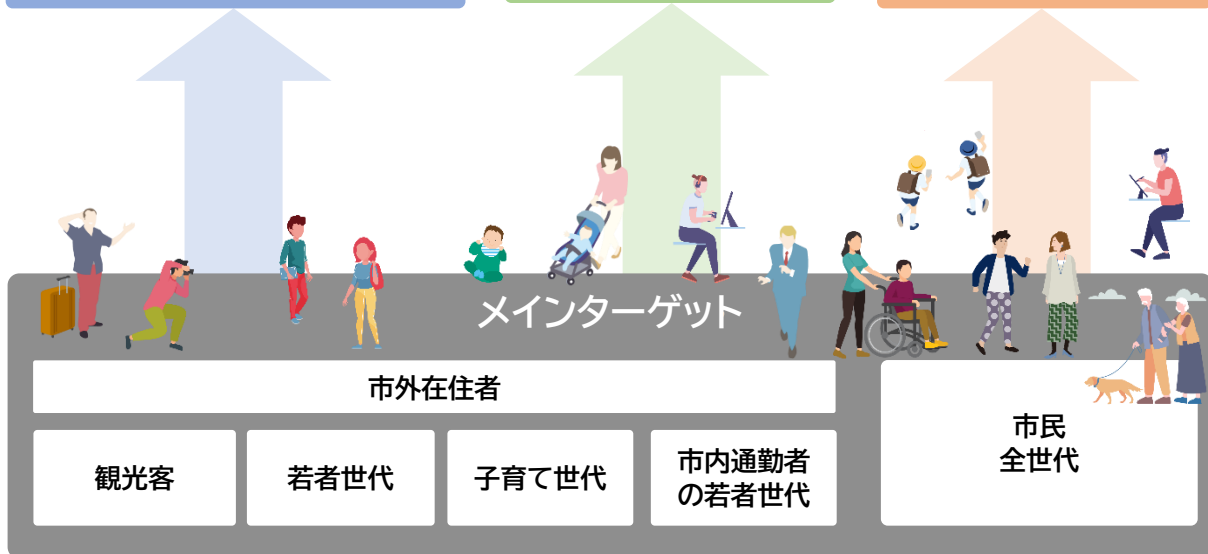 メインターゲット
市外在住者
観光客
若者世代
子育て世代
市内通勤者
の若者世代
市民
全世代